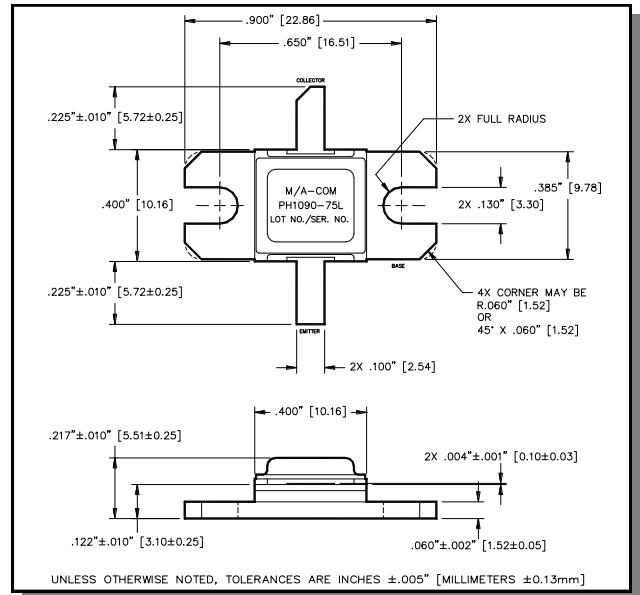 .900” [22.86]
.650” [16.51]
COLLECTOR
.225”±.010” [5.72±0.25]
2X FULL RADIUS
M/A-COM
PH1090-75L
LOT NO./SER. NO.
.400” [10.16]
2X .130” [3.30]
.385” [9.78]
BASE
.225”±.010” [5.72±0.25]
4X CORNER MAY BE
R.060” [1.52]
OR
45° X .060” [1.52]
EMITTER
2X .100” [2.54]
.400” [10.16]
.217”±.010” [5.51±0.25]
2X .004”±.001” [0.10±0.03]
.122”±.010” [3.10±0.25]
.060”±.002” [1.52±0.05]
UNLESS OTHERWISE NOTED, TOLERANCES ARE INCHES ±.005” [MILLIMETERS ±0.13mm]